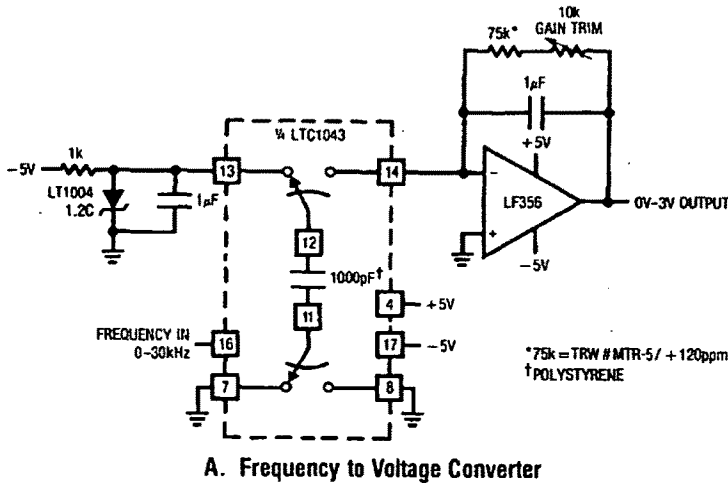 10k
75k* GAIN TRIM
1µF
¼ LTC1043
+5V
1k
-5V
13
14
-
LF356
0V-3V OUTPUT
LT1004
1.2C
1µF
12
+
-5V
1000pF†
11
4 +5V
FREQUENCY IN
0-30kHz
16
17 -5V
7
8
*75k = TRW #MTR-5/ +120ppm
†POLYSTYRENE
A. Frequency to Voltage Converter